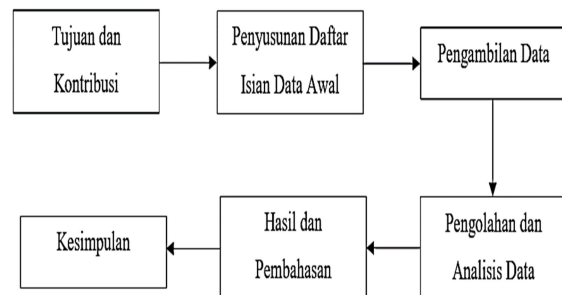 Tujuan dan
Kontribusi
Penyusunan Daftar
Isian Data Awal
Pengambilan Data
Pengolahan dan
Analisis Data
Hasil dan
Pembahasan
Kesimpulan